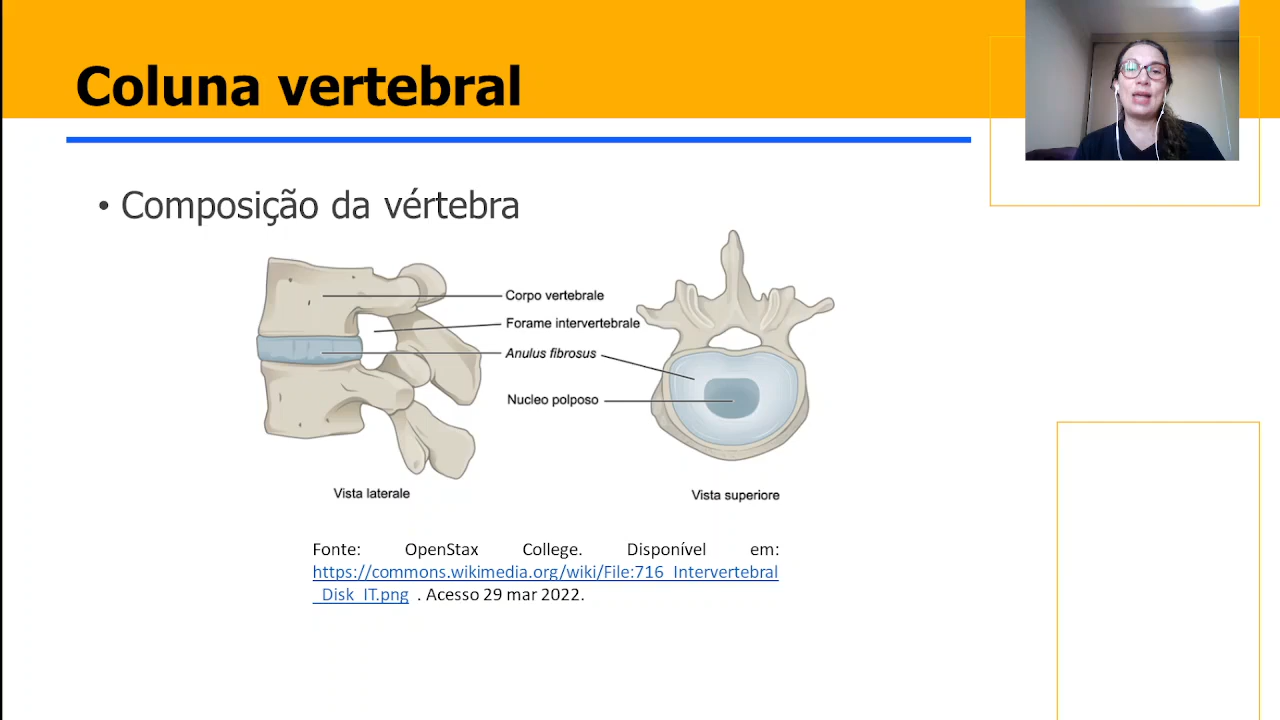 Coluna vertebral
• Composição da vértebra
Corpo vertebrale
Forame intervertebrale
Anulus fibrosus
Nucleo polposo
Vista laterale
Vista superiore
Fonte: OpenStax College. Disponível em:
https://commons.wikimedia.org/wiki/File:716_Intervertebral
_Disk_IT.png . Acesso 29 mar 2022.